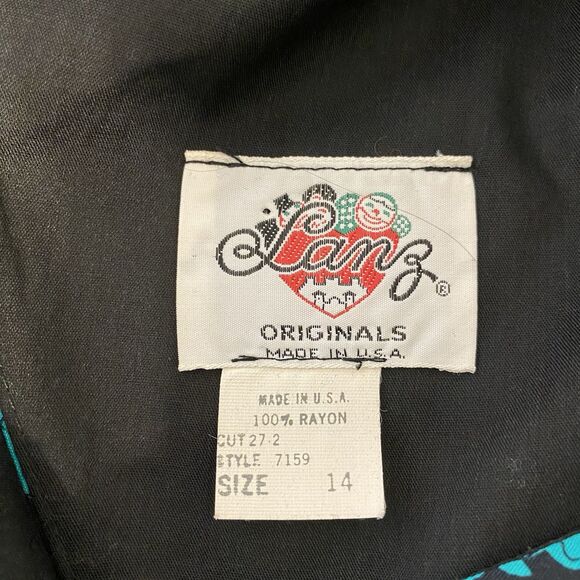 Lanz®
ORIGINALS
MADE IN U.S.A.
MADE IN U.S.A.
100% RAYON
CUT 27-2
STYLE 7159
SIZE 14